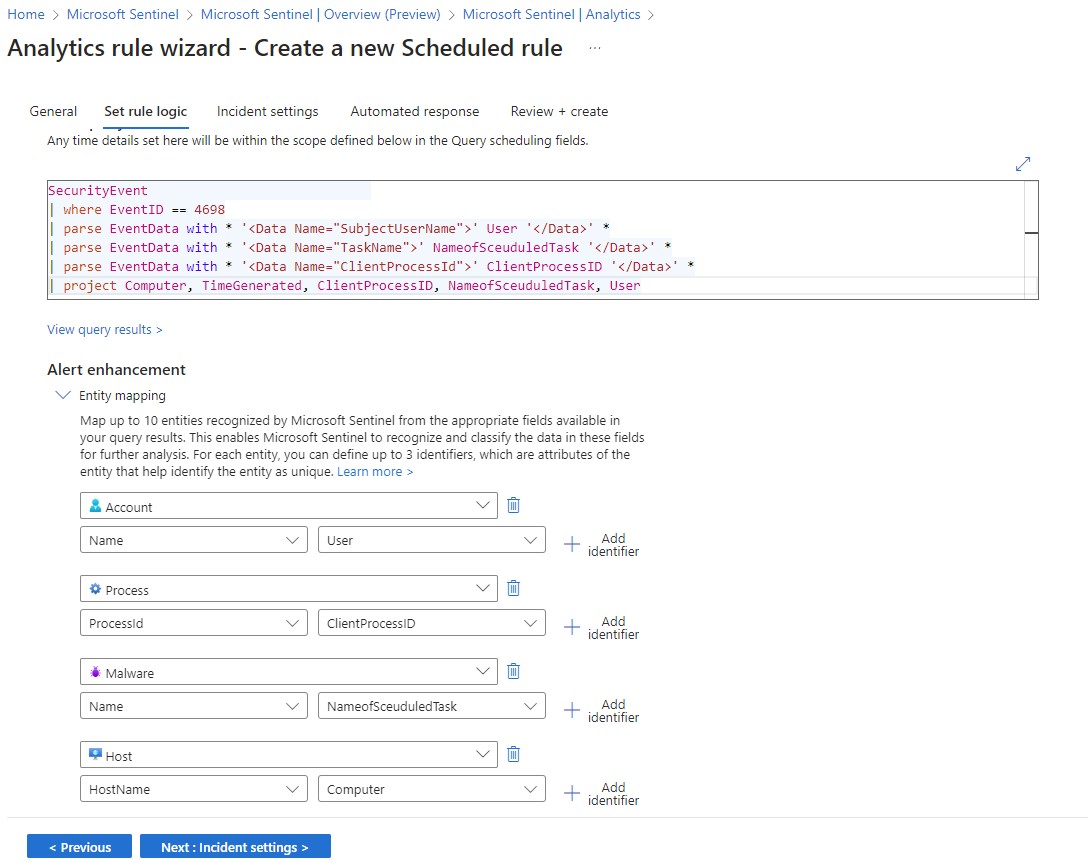 Home > Microsoft Sentinel > Microsoft Sentinel | Overview (Preview) > Microsoft Sentinel | Analytics >
Analytics rule wizard - Create a new Scheduled rule ...
General Set rule logic Incident settings Automated response Review + create
Any time details set here will be within the scope defined below in the Query scheduling fields.
SecurityEvent
| where EventID == 4698
| parse EventData with * '<Data Name="SubjectUserName">' User '</Data>' *
| parse EventData with * '<Data Name="TaskName">' NameofSceuduledTask '</Data>' *
| parse EventData with * '<Data Name="ClientProcessId">' ClientProcessID '</Data>' *
| project Computer, TimeGenerated, ClientProcessID, NameofSceuduledTask, User
View query results >
Alert enhancement
Entity mapping
Map up to 10 entities recognized by Microsoft Sentinel from the appropriate fields available in
your query results. This enables Microsoft Sentinel to recognize and classify the data in these fields
for further analysis. For each entity, you can define up to 3 identifiers, which are attributes of the
entity that help identify the entity as unique. Learn more >
Account
Name User + Add
identifier
Process
ProcessId ClientProcessID + Add
identifier
Malware
Name NameofSceuduledTask + Add
identifier
Host
HostName Computer + Add
identifier
< Previous Next : Incident settings >